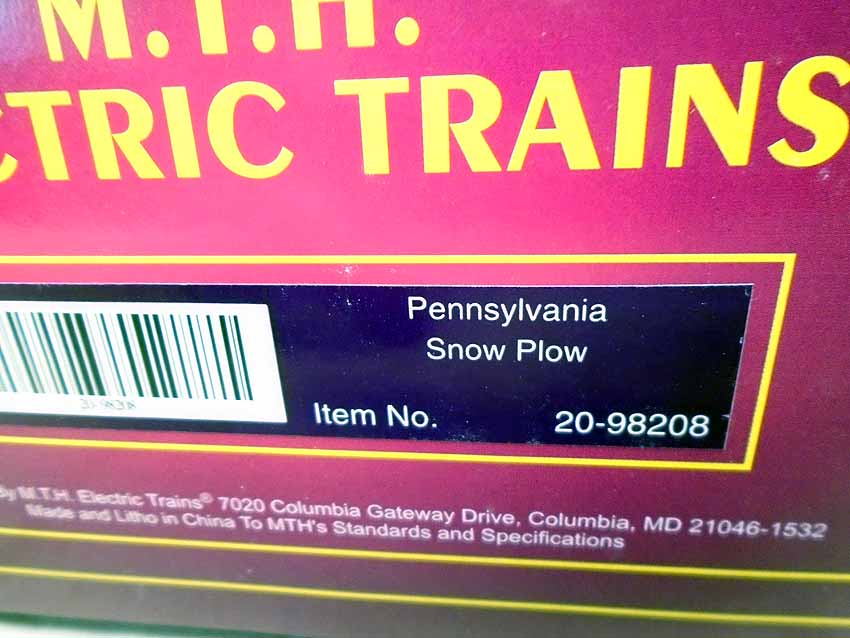 M.T.H.
CTRIC TRAINS
Pennsylvania
Snow Plow
Item No. 20-98208
By M.T.H. Electric Trains® 7020 Columbia Gateway Drive, Columbia, MD 21046-1532
Made and Litho in China To MTH's Standards and Specifications